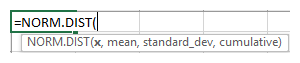 =NORM.DIST(
NORM.DIST(x, mean, standard_dev, cumulative)